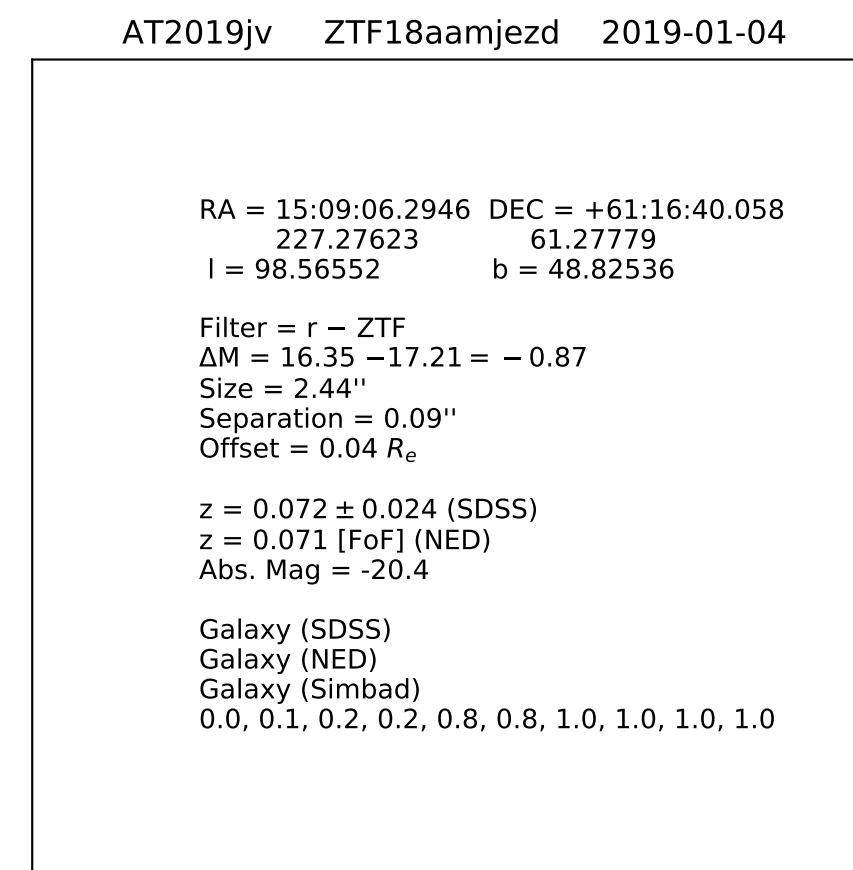 AT2019jv ZTF18aamjezd 2019-01-04
RA = 15:09:06.2946 DEC = +61:16:40.058
227.27623 61.27779
l = 98.56552 b = 48.82536
Filter = r − ZTF
ΔM = 16.35 −17.21 = −0.87
Size = 2.44''
Separation = 0.09''
Offset = 0.04 Rₑ
z = 0.072 ± 0.024 (SDSS)
z = 0.071 [FoF] (NED)
Abs. Mag = -20.4
Galaxy (SDSS)
Galaxy (NED)
Galaxy (Simbad)
0.0, 0.1, 0.2, 0.2, 0.8, 0.8, 1.0, 1.0, 1.0, 1.0